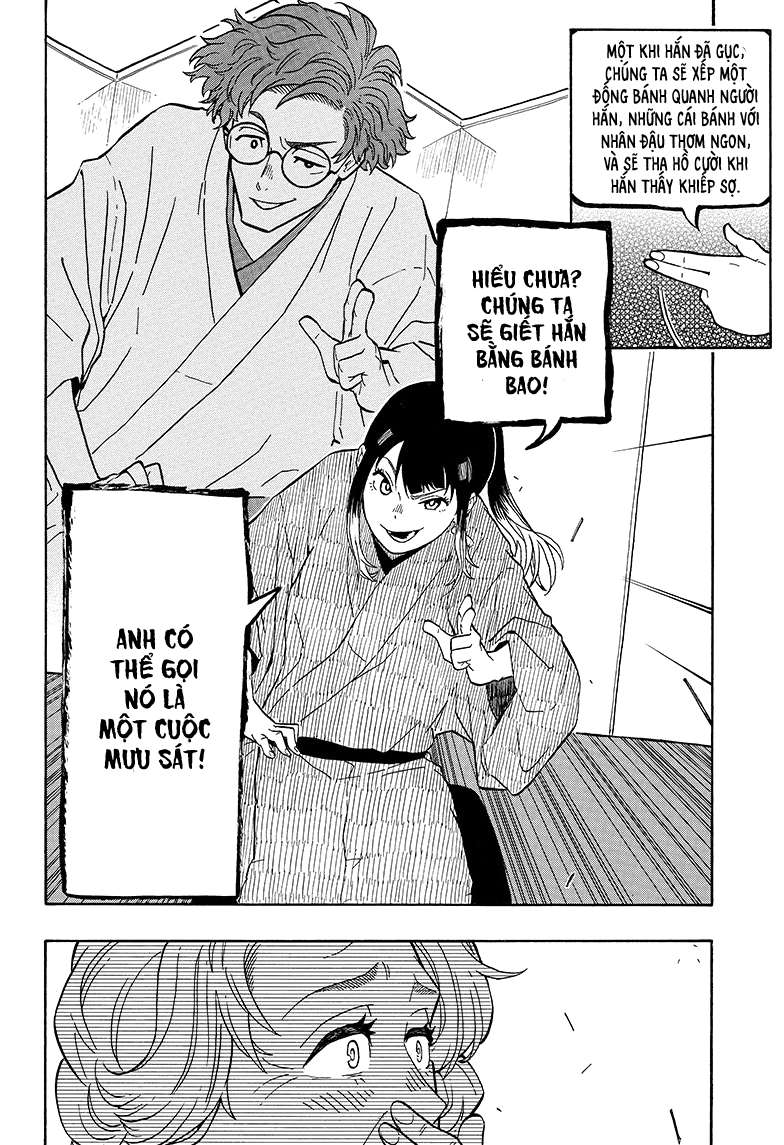 MỘT KHI HẮN ĐÃ GỤC,
CHÚNG TA SẼ XẾP MỘT
ĐỐNG BÁNH QUANH NGƯỜI
HẮN, NHỮNG CÁI BÁNH VỚI
NHÂN ĐẬU THƠM NGON,
VÀ SẼ THA HỒ CƯỜI KHI
HẮN THẤY KHIẾP SỢ.
HIỂU CHƯA?
CHÚNG TA
SẼ GIẾT HẮN
BẰNG BÁNH
BAO!
ANH CÓ
THỂ GỌI
NÓ LÀ
MỘT CUỘC
MƯU SÁT!